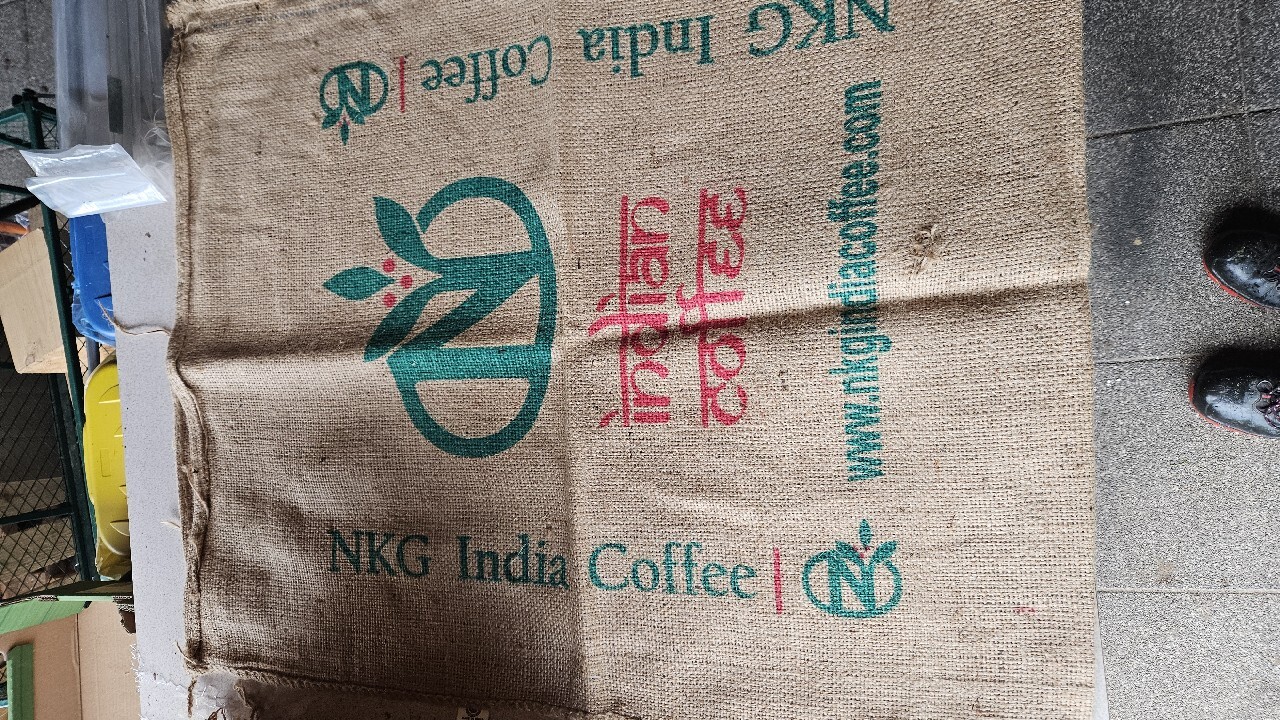 NKG India Coffee
indian
coffee
www.nkgindiacoffee.com
NKG India Coffee